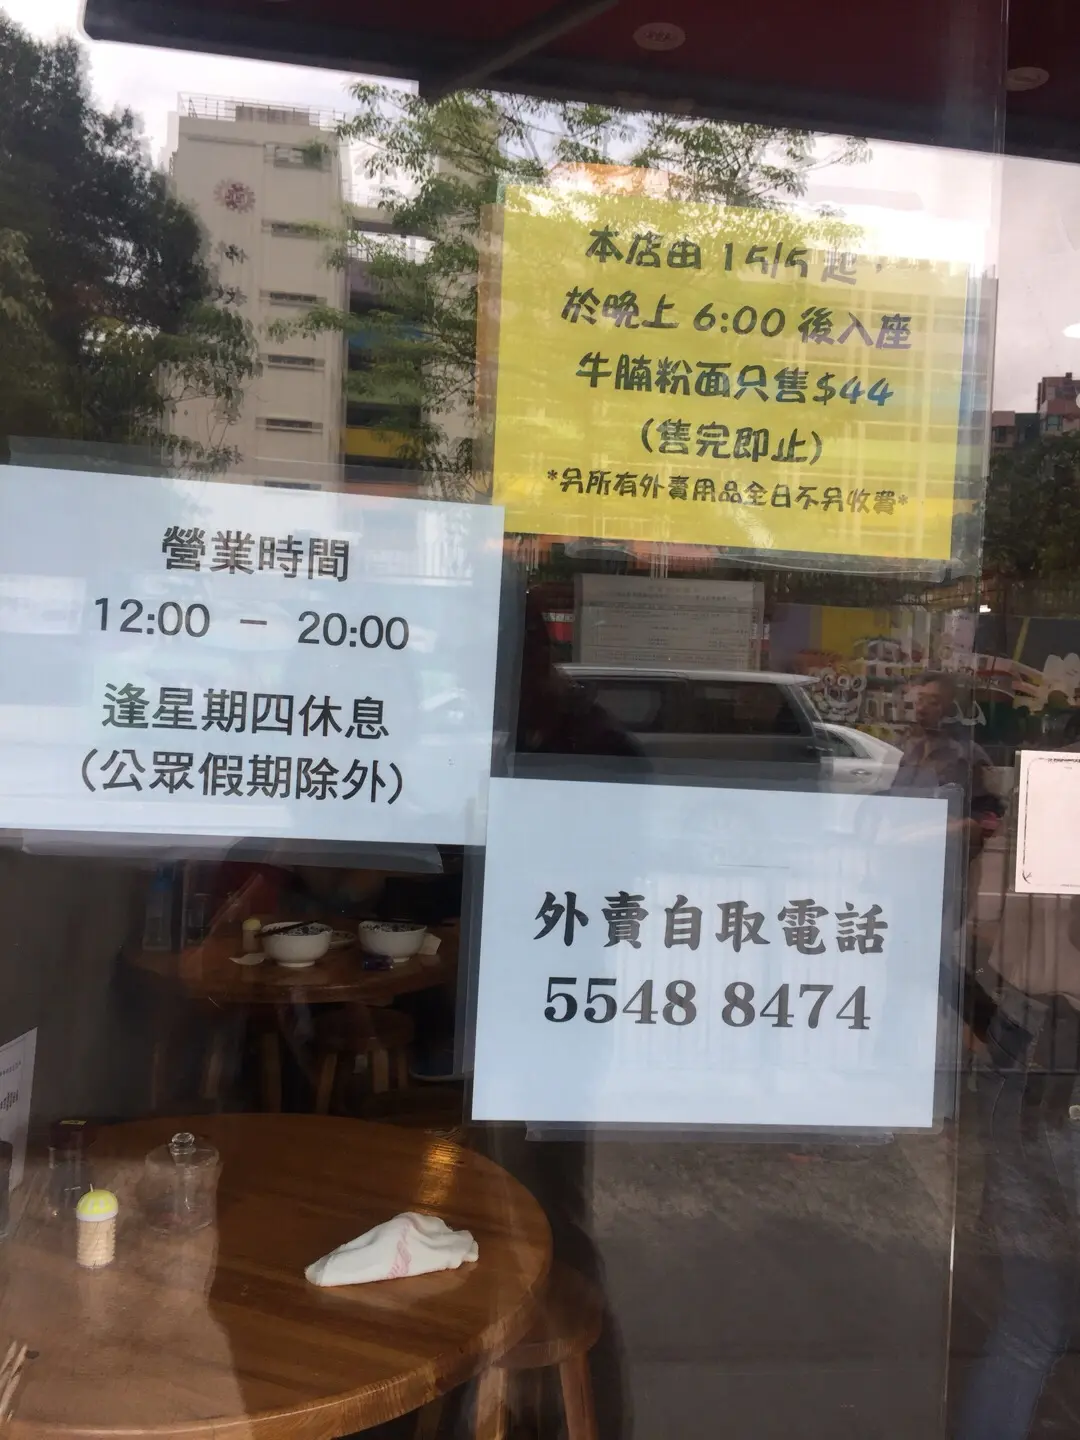 本店由 15/5 起，
於晚上 6:00 後入座
牛腩粉面只售$44
(售完即止)
*另所有外賣用品全日不另收費*
營業時間
12:00 － 20:00
逢星期四休息
(公眾假期除外)
外賣自取電話
5548 8474